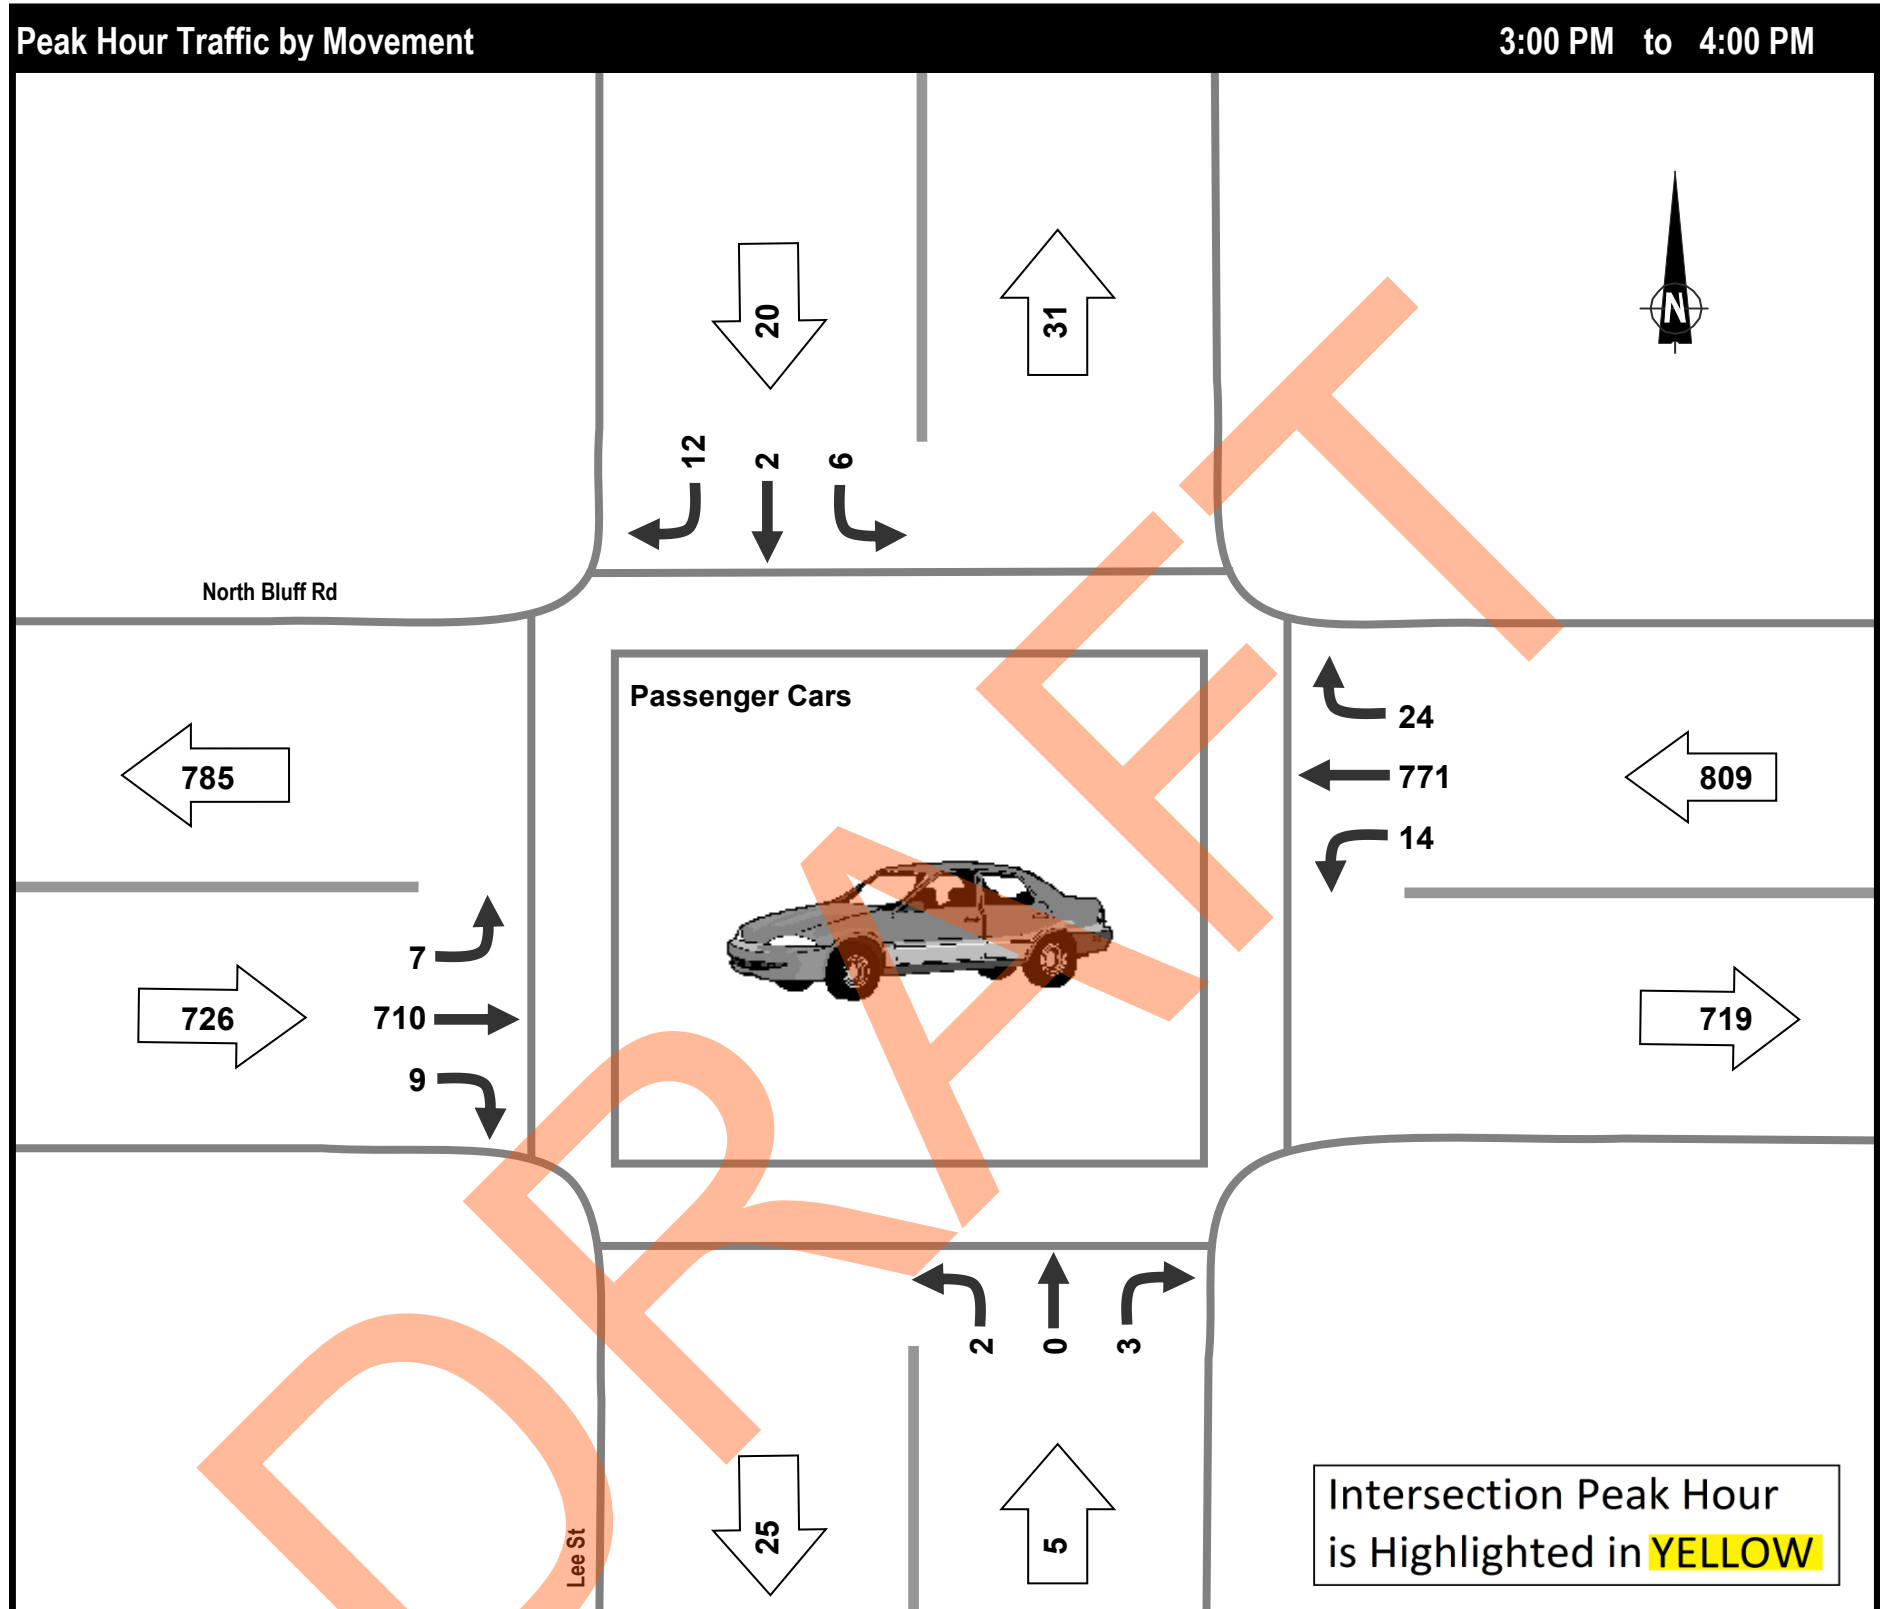 Peak Hour Traffic by Movement 3:00 PM to 4:00 PM
20
31
N
12 2 6
North Bluff Rd
Passenger Cars
24
785
771
809
14
7
726
710
719
9
2 0 3
25
5
Lee St
Intersection Peak Hour
is Highlighted in YELLOW
DRAFT